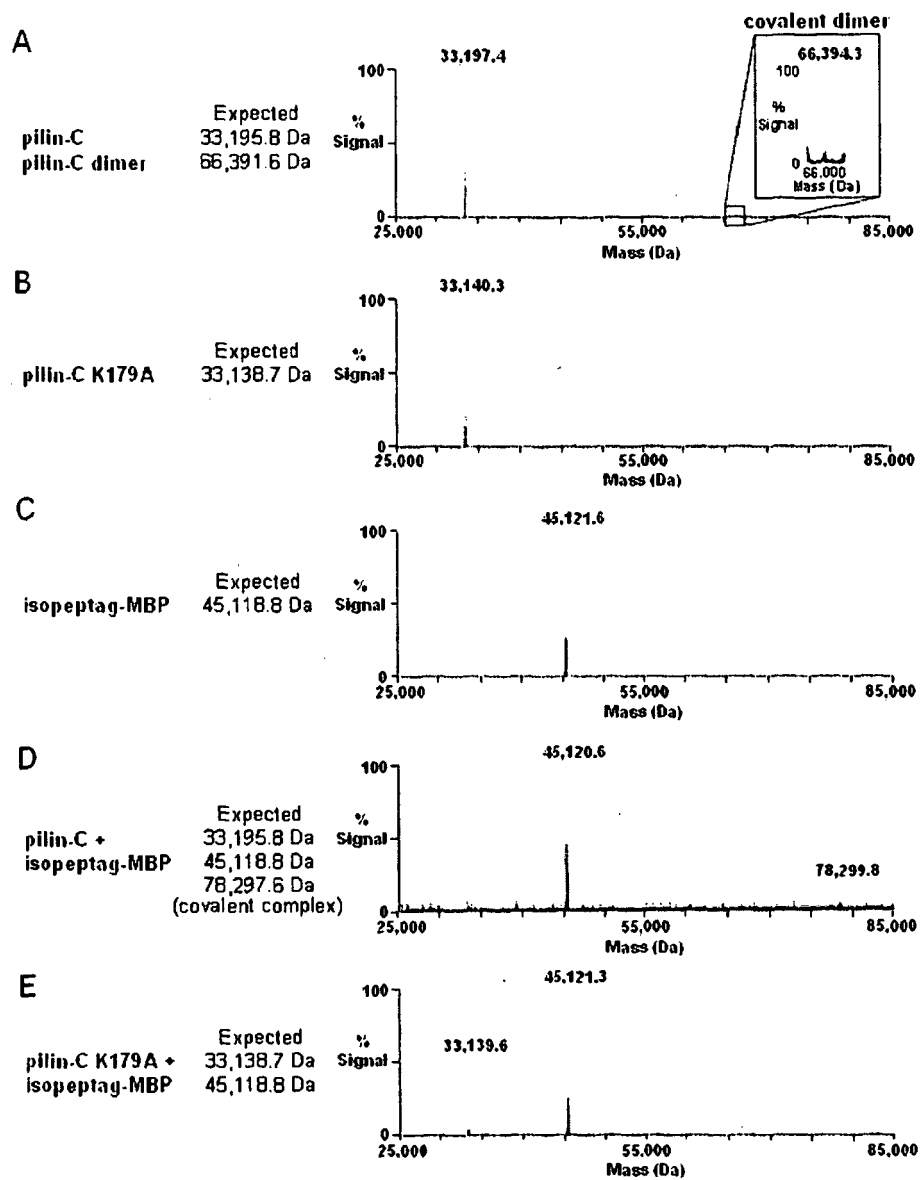 covalent dimer
A
33,197.4
66,394.3
100
100
Expected
%
Signal
%
Signal
pilin-C 33,195.8 Da
pilin-C dimer 66,391.6 Da
0
66,000
Mass (Da)
0
25,000 55,000 85,000
Mass (Da)
B
33,140.3
100
Expected
%
Signal
pilin-C K179A 33,138.7 Da
0
25,000 55,000 85,000
Mass (Da)
C
45,121.6
100
Expected
%
Signal
isopeptag-MBP 45,118.8 Da
0
25,000 55,000 85,000
Mass (Da)
D
45,120.6
100
Expected
%
Signal
pilin-C + 33,195.8 Da
isopeptag-MBP 45,118.8 Da
78,297.6 Da
(covalent complex)
78,299.8
0
25,000 55,000 85,000
Mass (Da)
E
45,121.3
100
Expected
%
Signal
33,139.6
pilin-C K179A + 33,138.7 Da
isopeptag-MBP 45,118.8 Da
0
25,000 55,000 85,000
Mass (Da)